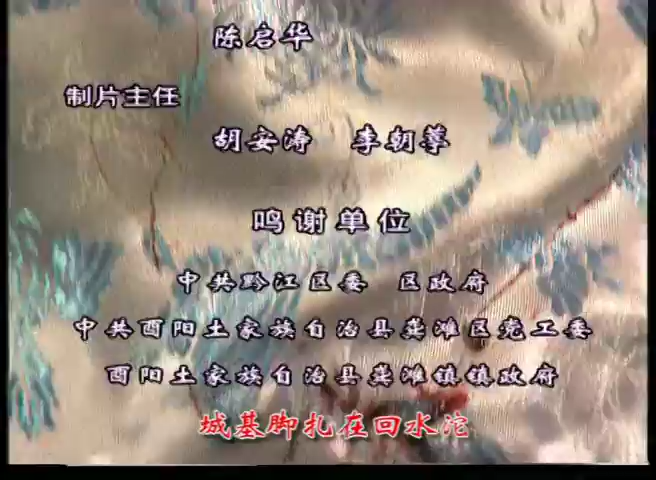 陈启华
制片主任
胡安涛 李朝摹
鸣谢单位
中共黔江区委 区政府
中共酉阳土家族自治县龚滩区党工委
酉阳土家族自治县龚滩镇镇政府
城基脚扎在回水沱